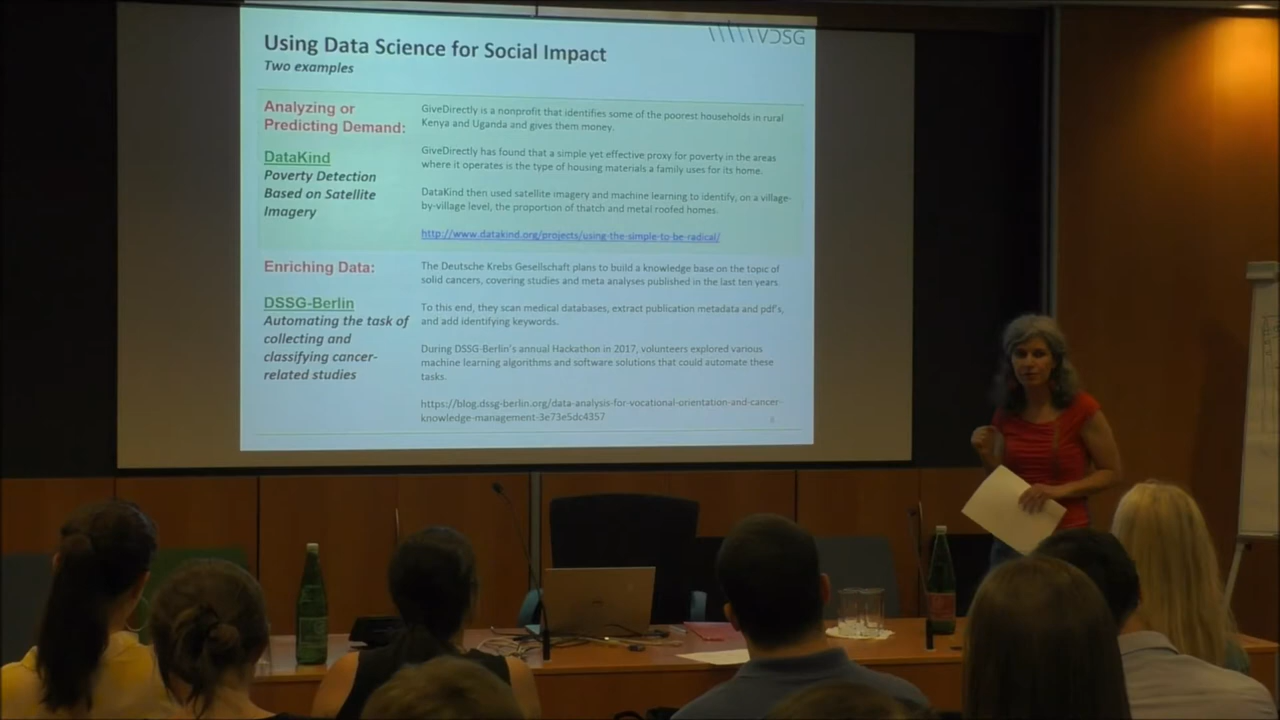 VDSG
Using Data Science for Social Impact
Two examples
Analyzing or
Predicting Demand:
DataKind
Poverty Detection
Based on Satellite
Imagery
GiveDirectly is a nonprofit that identifies some of the poorest households in rural
Kenya and Uganda and gives them money.
GiveDirectly has found that a simple yet effective proxy for poverty in the areas
where it operates is the type of housing materials a family uses for its home.
DataKind then used satellite imagery and machine learning to identify, on a village-
by-village level, the proportion of thatch and metal roofed homes.
http://www.datakind.org/projects/using-the-simple-to-be-radical/
Enriching Data:
DSSG-Berlin
Automating the task of
collecting and
classifying cancer-
related studies
The Deutsche Krebs Gesellschaft plans to build a knowledge base on the topic of
solid cancers, covering studies and meta analyses published in the last ten years.
To this end, they scan medical databases, extract publication metadata and pdf's,
and add identifying keywords.
During DSSG-Berlin's annual Hackathon in 2017, volunteers explored various
machine learning algorithms and software solutions that could automate these
tasks.
https://blog.dssg-berlin.org/data-analysis-for-vocational-orientation-and-cancer-
knowledge-management-3e73e5dc4357